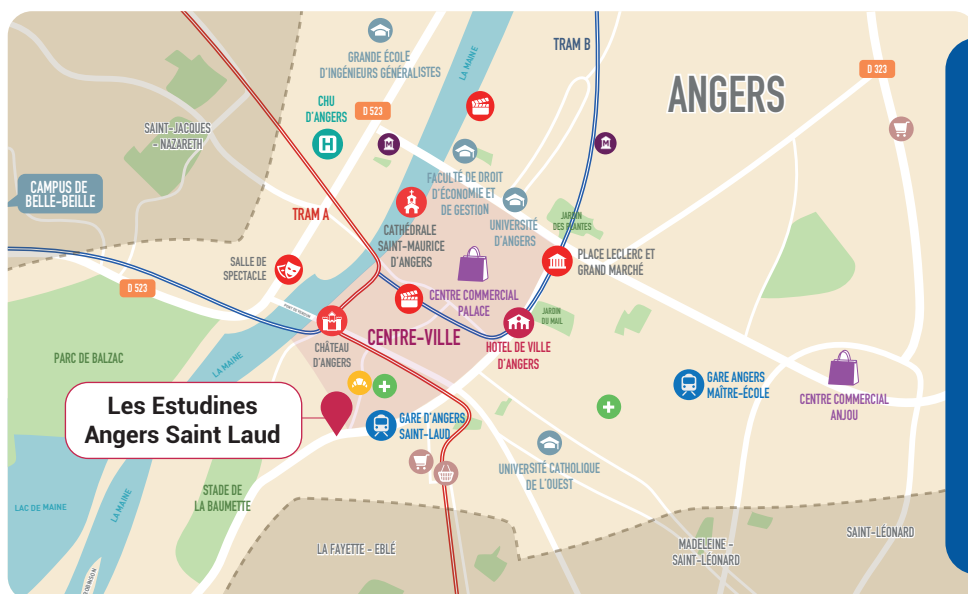 GRANDE ÉCOLE
D'INGÉNIEURS GÉNÉRALISTES
LA MAINE
TRAM B
ANGERS
D 323
CHU
D'ANGERS
D 523
SAINT-JACQUES
- NAZARETH
CAMPUS DE
BELLE-BEILLE
TRAM A
FACULTÉ DE DROIT
D'ÉCONOMIE ET
DE GESTION
CATHÉDRALE
SAINT-MAURICE
D'ANGERS
UNIVERSITÉ
D'ANGERS
JARDIN
DES PLANTES
PLACE LECLERC ET
GRAND MARCHÉ
SALLE DE
SPECTACLE
D 523
CENTRE COMMERCIAL
PALACE
JARDIN
DU MAIL
CENTRE-VILLE
HÔTEL DE VILLE
D'ANGERS
CHÂTEAU
D'ANGERS
PARC DE BALZAC
LA MAINE
GARE ANGERS
MAÎTRE-ÉCOLE
CENTRE COMMERCIAL
ANJOU
Les Estudines
Angers Saint Laud
GARE D'ANGERS
SAINT-LAUD
UNIVERSITÉ CATHOLIQUE
DE L'OUEST
STADE DE
LA BAUMETTE
LAC DE MAINE
LA MAINE
LA FAYETTE - EBLÉ
MADELEINE -
SAINT-LÉONARD
SAINT-LÉONARD